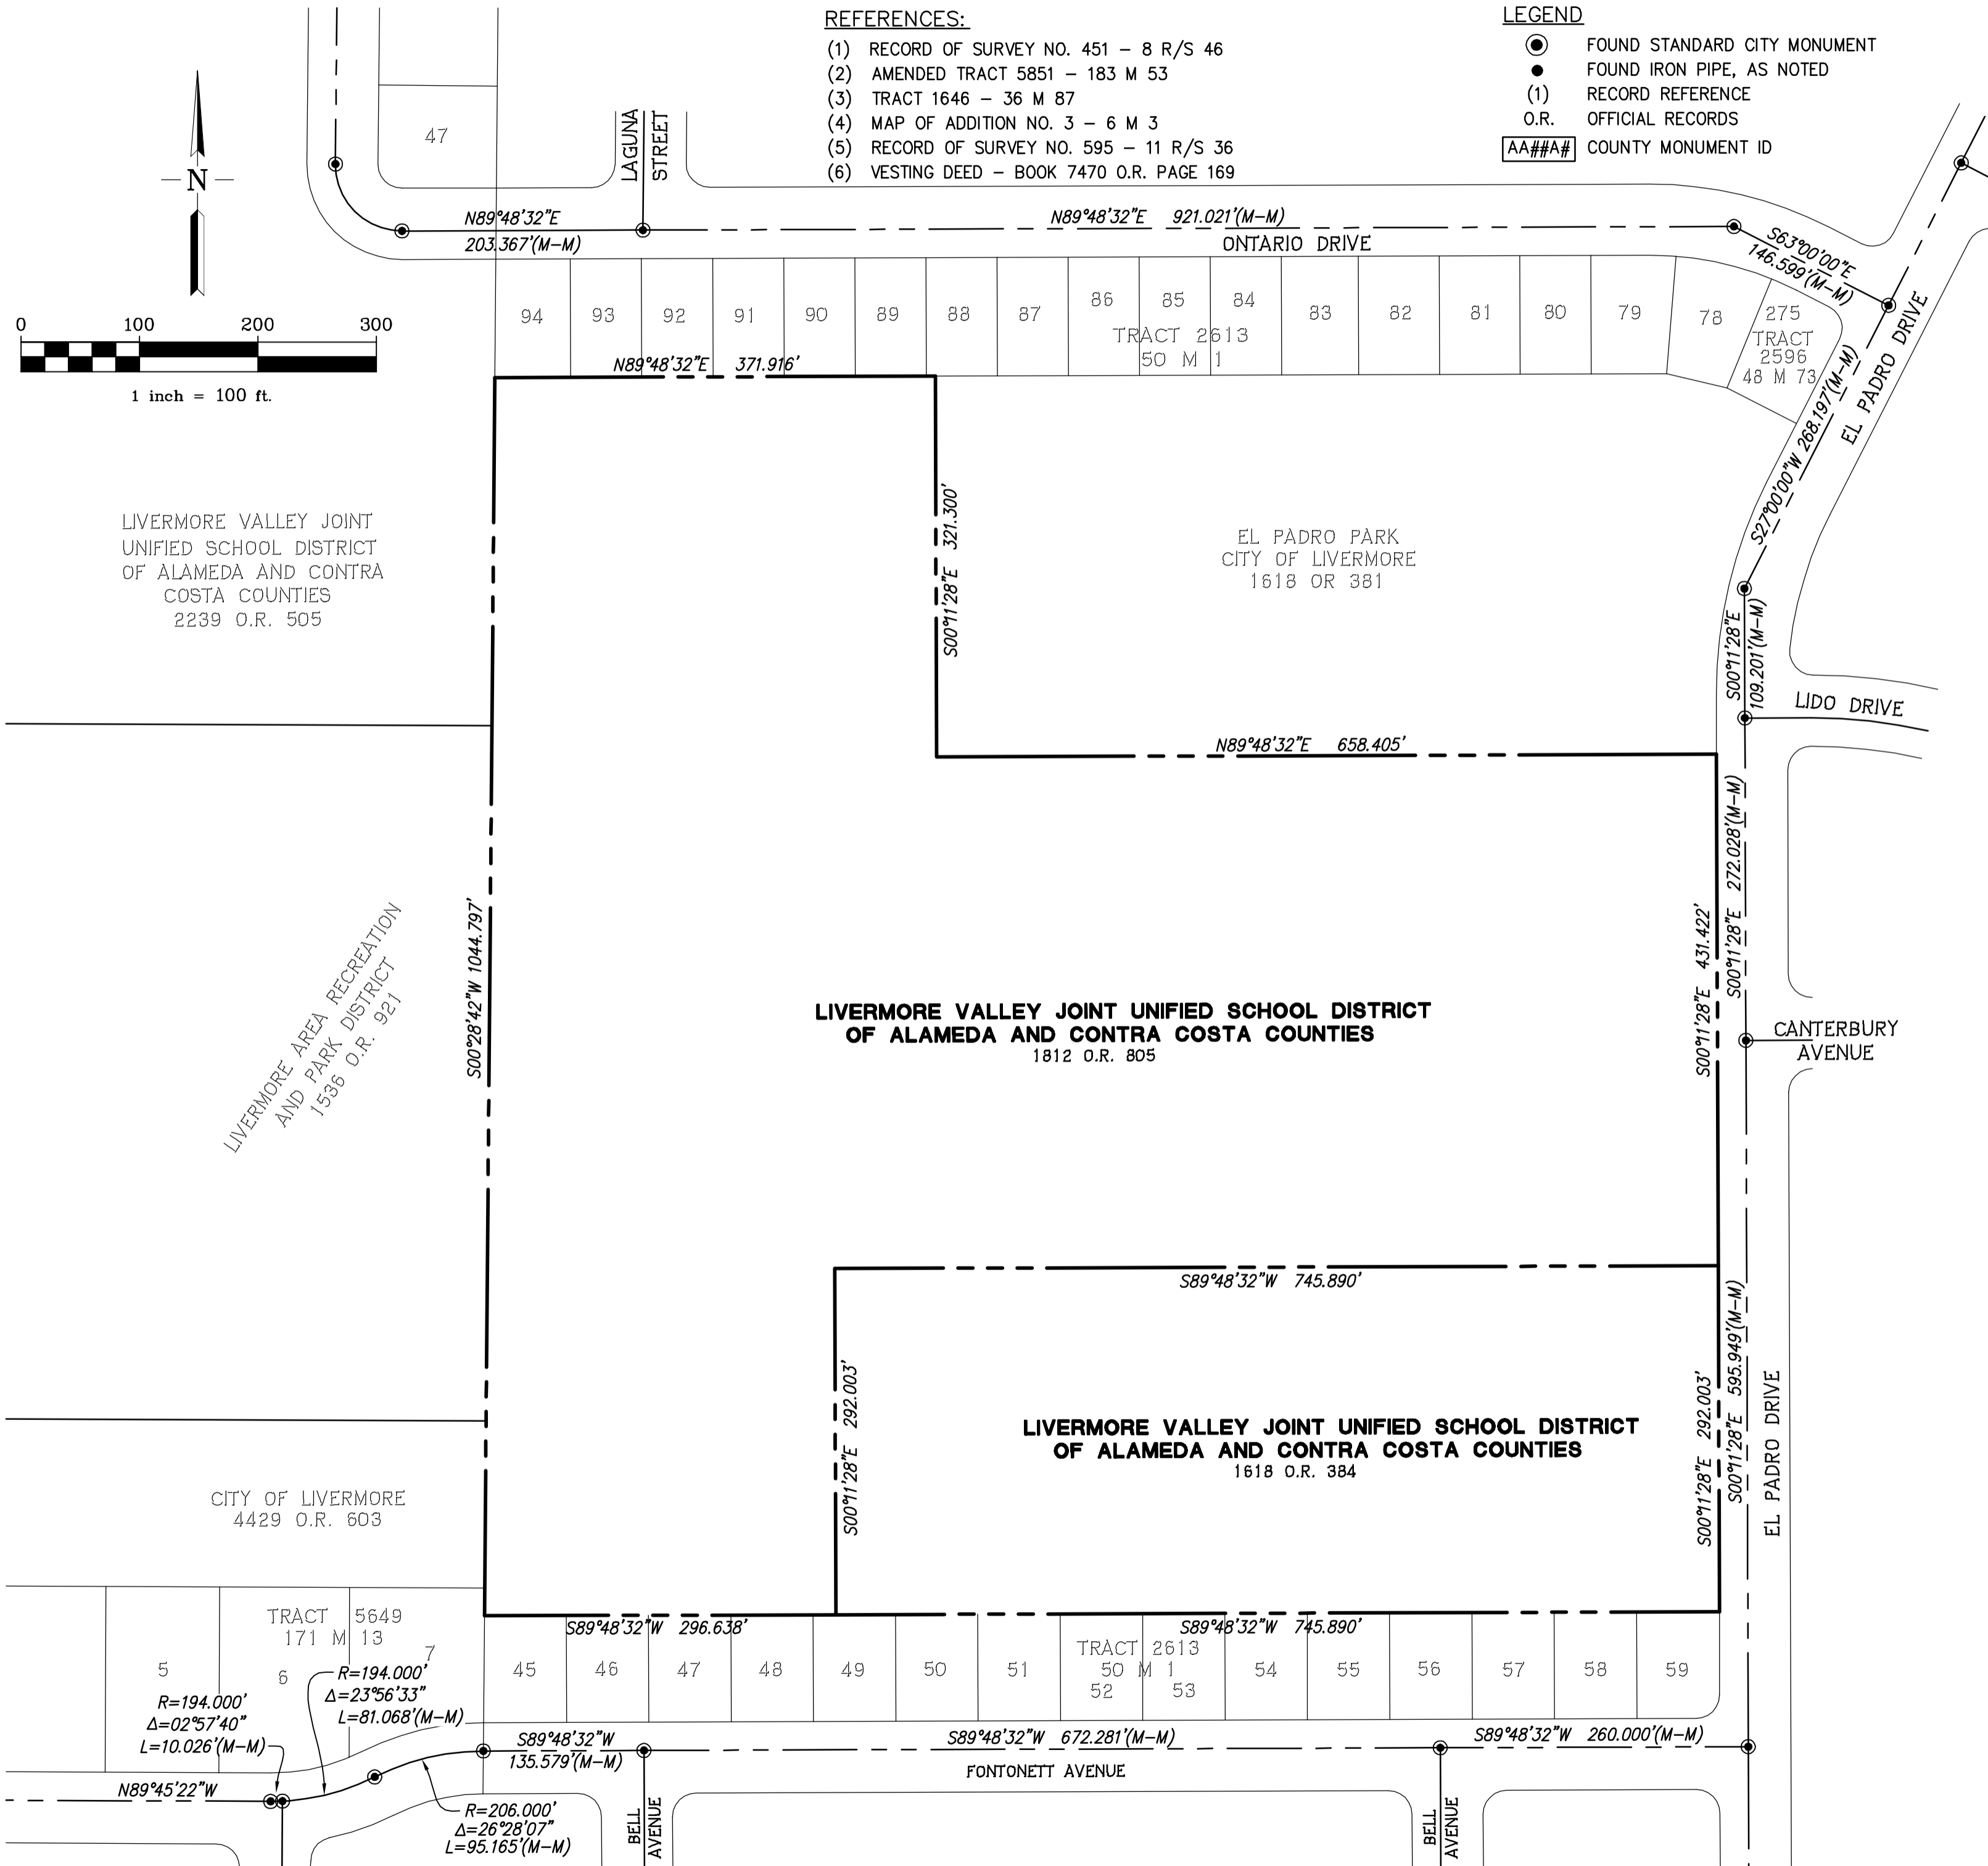 REFERENCES:
(1) RECORD OF SURVEY NO. 451 – 8 R/S 46
(2) AMENDED TRACT 5851 – 183 M 53
(3) TRACT 1646 – 36 M 87
(4) MAP OF ADDITION NO. 3 – 6 M 3
(5) RECORD OF SURVEY NO. 595 – 11 R/S 36
(6) VESTING DEED – BOOK 7470 O.R. PAGE 169
LEGEND
FOUND STANDARD CITY MONUMENT
FOUND IRON PIPE, AS NOTED
(1) RECORD REFERENCE
O.R. OFFICIAL RECORDS
AA##A# COUNTY MONUMENT ID
N
0 100 200 300
1 inch = 100 ft.
47
LAGUNA
STREET
N89°48'32"E
203.367'(M–M)
N89°48'32"E 921.021'(M–M)
ONTARIO DRIVE
S63°00'00"E
146.599'(M–M)
94 93 92 91 90 89 88 87 86 85 84 83 82 81 80 79 78
TRACT 2613
50 M 1
275
TRACT
2596
48 M 73
EL PADRO DRIVE
S27°00'00"W 268.197'(M–M)
N89°48'32"E 371.916'
S00°11'28"E 321.300'
LIVERMORE VALLEY JOINT
UNIFIED SCHOOL DISTRICT
OF ALAMEDA AND CONTRA
COSTA COUNTIES
2239 O.R. 505
EL PADRO PARK
CITY OF LIVERMORE
1618 OR 381
S00°11'28"E
109.201'(M–M)
LIDO DRIVE
N89°48'32"E 658.405'
S00°11'28"E 272.028'(M–M)
S00°11'28"E 431.422'
CANTERBURY
AVENUE
S00°28'42"W 1044.797'
LIVERMORE AREA RECREATION
AND PARK DISTRICT
1536 O.R. 921
LIVERMORE VALLEY JOINT UNIFIED SCHOOL DISTRICT
OF ALAMEDA AND CONTRA COSTA COUNTIES
1812 O.R. 805
S89°48'32"W 745.890'
S00°11'28"E 292.003'
LIVERMORE VALLEY JOINT UNIFIED SCHOOL DISTRICT
OF ALAMEDA AND CONTRA COSTA COUNTIES
1618 O.R. 384
S00°11'28"E 292.003'
S00°11'28"E 595.949'(M–M)
EL PADRO DRIVE
CITY OF LIVERMORE
4429 O.R. 603
S89°48'32"W 296.638'
S89°48'32"W 745.890'
TRACT 5649
171 M 13
5 6 7
45 46 47 48 49 50 51 52 53 54 55 56 57 58 59
TRACT 2613
50 M 1
R=194.000'
Δ=23°56'33"
L=81.068'(M–M)
R=194.000'
Δ=02°57'40"
L=10.026'(M–M)
N89°45'22"W
S89°48'32"W
135.579'(M–M)
S89°48'32"W 672.281'(M–M)
S89°48'32"W 260.000'(M–M)
FONTONETT AVENUE
R=206.000'
Δ=26°28'07"
L=95.165'(M–M)
BELL
AVENUE
BELL
AVENUE